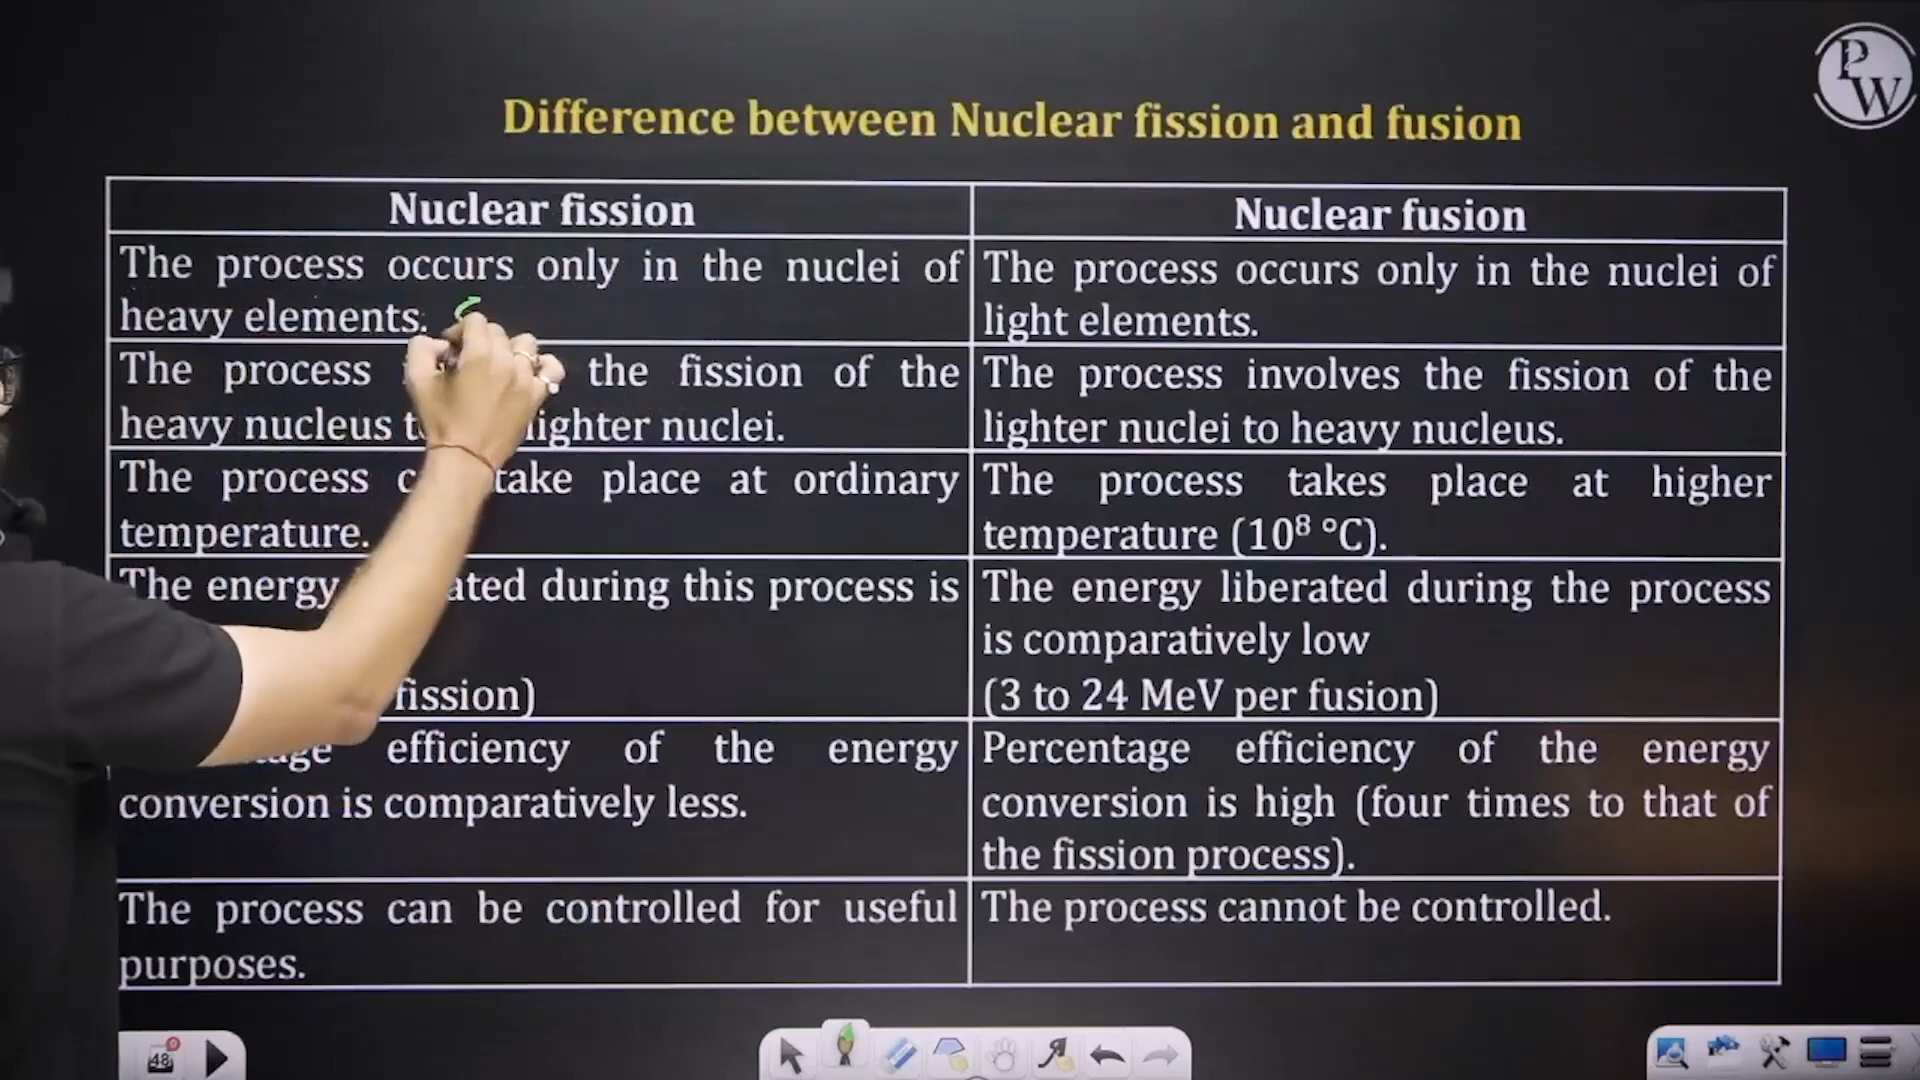 PW
Difference between Nuclear fission and fusion
Nuclear fission
Nuclear fusion
The process occurs only in the nuclei of
heavy elements.
The process occurs only in the nuclei of
light elements.
The process the fission of the
heavy nucleus lighter nuclei.
The process involves the fission of the
lighter nuclei to heavy nucleus.
The process take place at ordinary
temperature.
The process takes place at higher
temperature (10⁸ °C).
The energy ated during this process is
fission)
The energy liberated during the process
is comparatively low
(3 to 24 MeV per fusion)
efficiency of the energy
conversion is comparatively less.
Percentage efficiency of the energy
conversion is high (four times to that of
the fission process).
The process can be controlled for useful
purposes.
The process cannot be controlled.
48